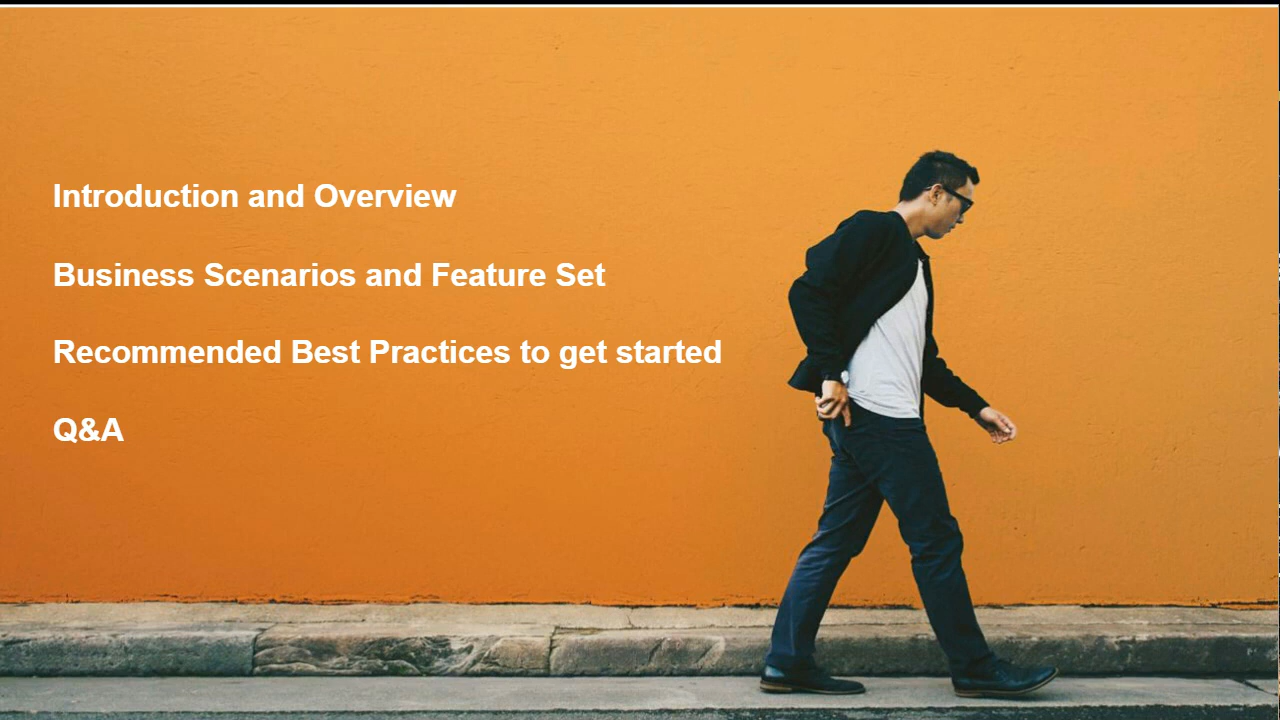 Introduction and Overview
Business Scenarios and Feature Set
Recommended Best Practices to get started
Q&A